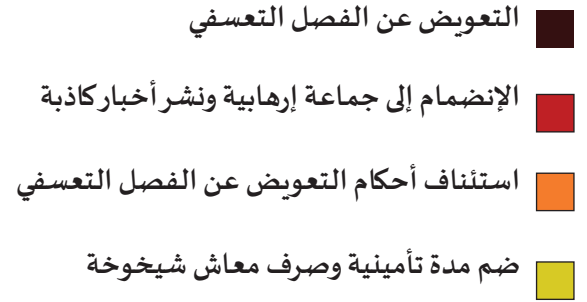 التعويض عن الفصل التعسفي
الإنضمام إلى جماعة إرهابية ونشر أخبار كاذبة
استئناف أحكام التعويض عن الفصل التعسفي
ضم مدة تأمينية وصرف معاش شيخوخة